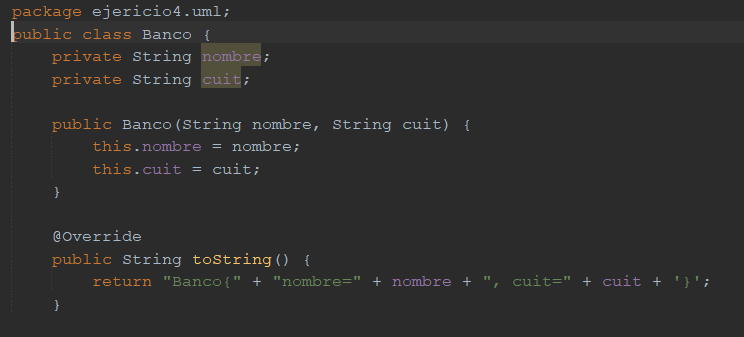 package ejericio4.uml;
public class Banco {
    private String nombre;
    private String cuit;

    public Banco(String nombre, String cuit) {
        this.nombre = nombre;
        this.cuit = cuit;
    }

    @Override
    public String toString() {
        return "Banco{" + "nombre=" + nombre + ", cuit=" + cuit + '}';
    }